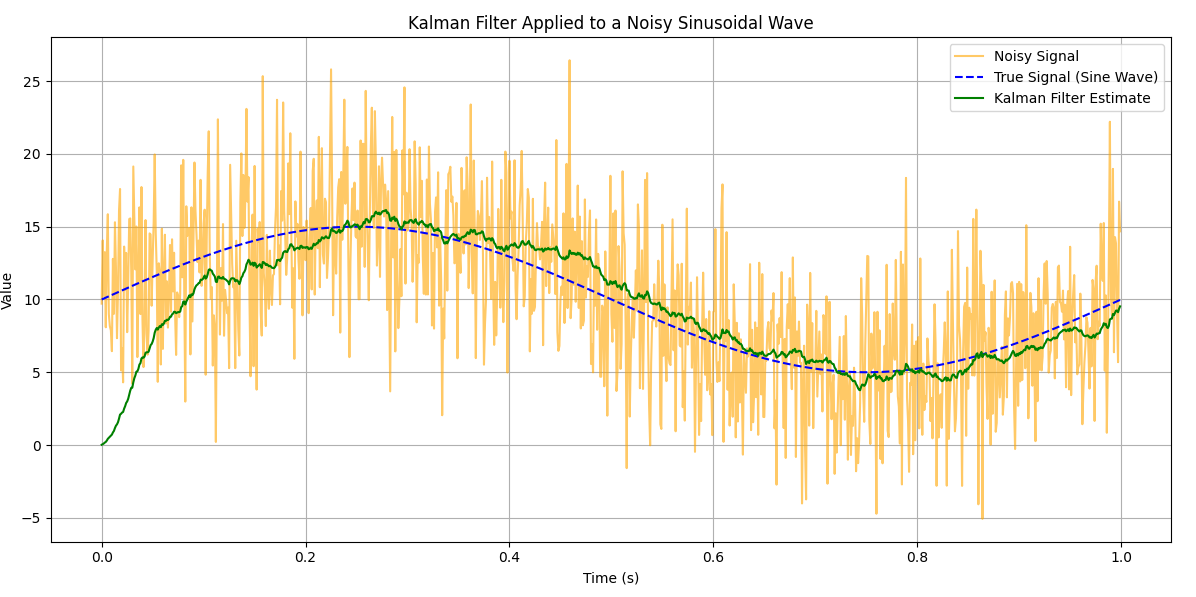 Kalman Filter Applied to a Noisy Sinusoidal Wave
Noisy Signal
True Signal (Sine Wave)
Kalman Filter Estimate
25
20
15
10
5
0
−5
Value
0.0 0.2 0.4 0.6 0.8 1.0
Time (s)